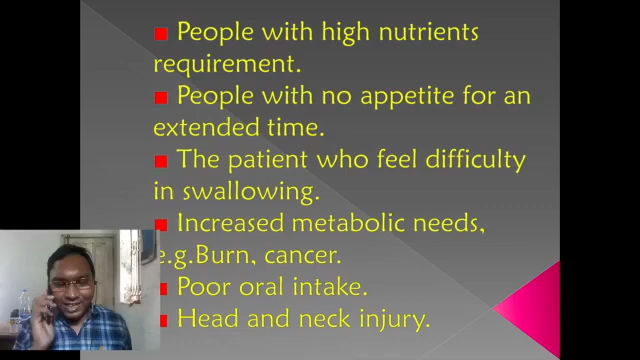 People with high nutrients
requirement.
People with no appetite for an
extended time.
The patient who feel difficulty
in swallowing.
Increased metabolic needs,
e.g.Burn, cancer.
Poor oral intake.
Head and neck injury.